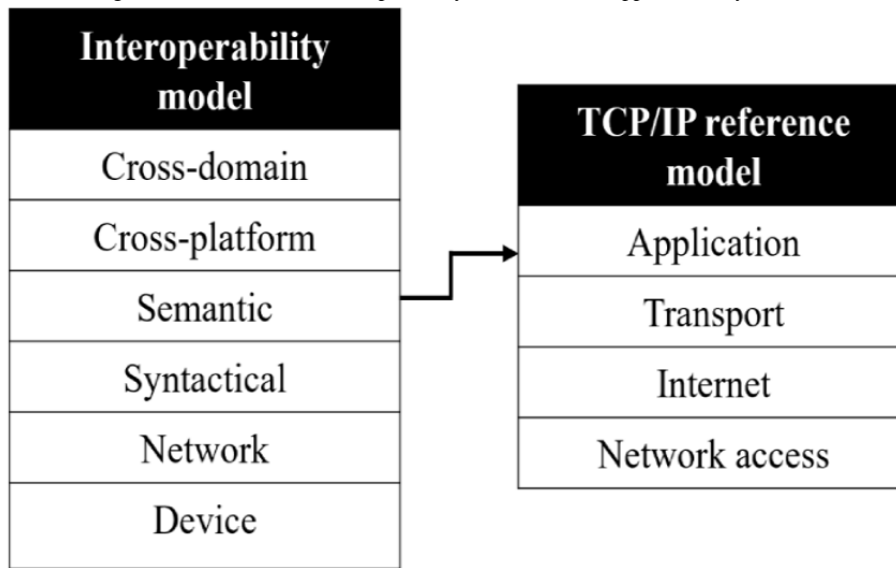 Interoperability
model
Cross-domain
Cross-platform
Semantic
Syntactical
Network
Device
TCP/IP reference
model
Application
Transport
Internet
Network access